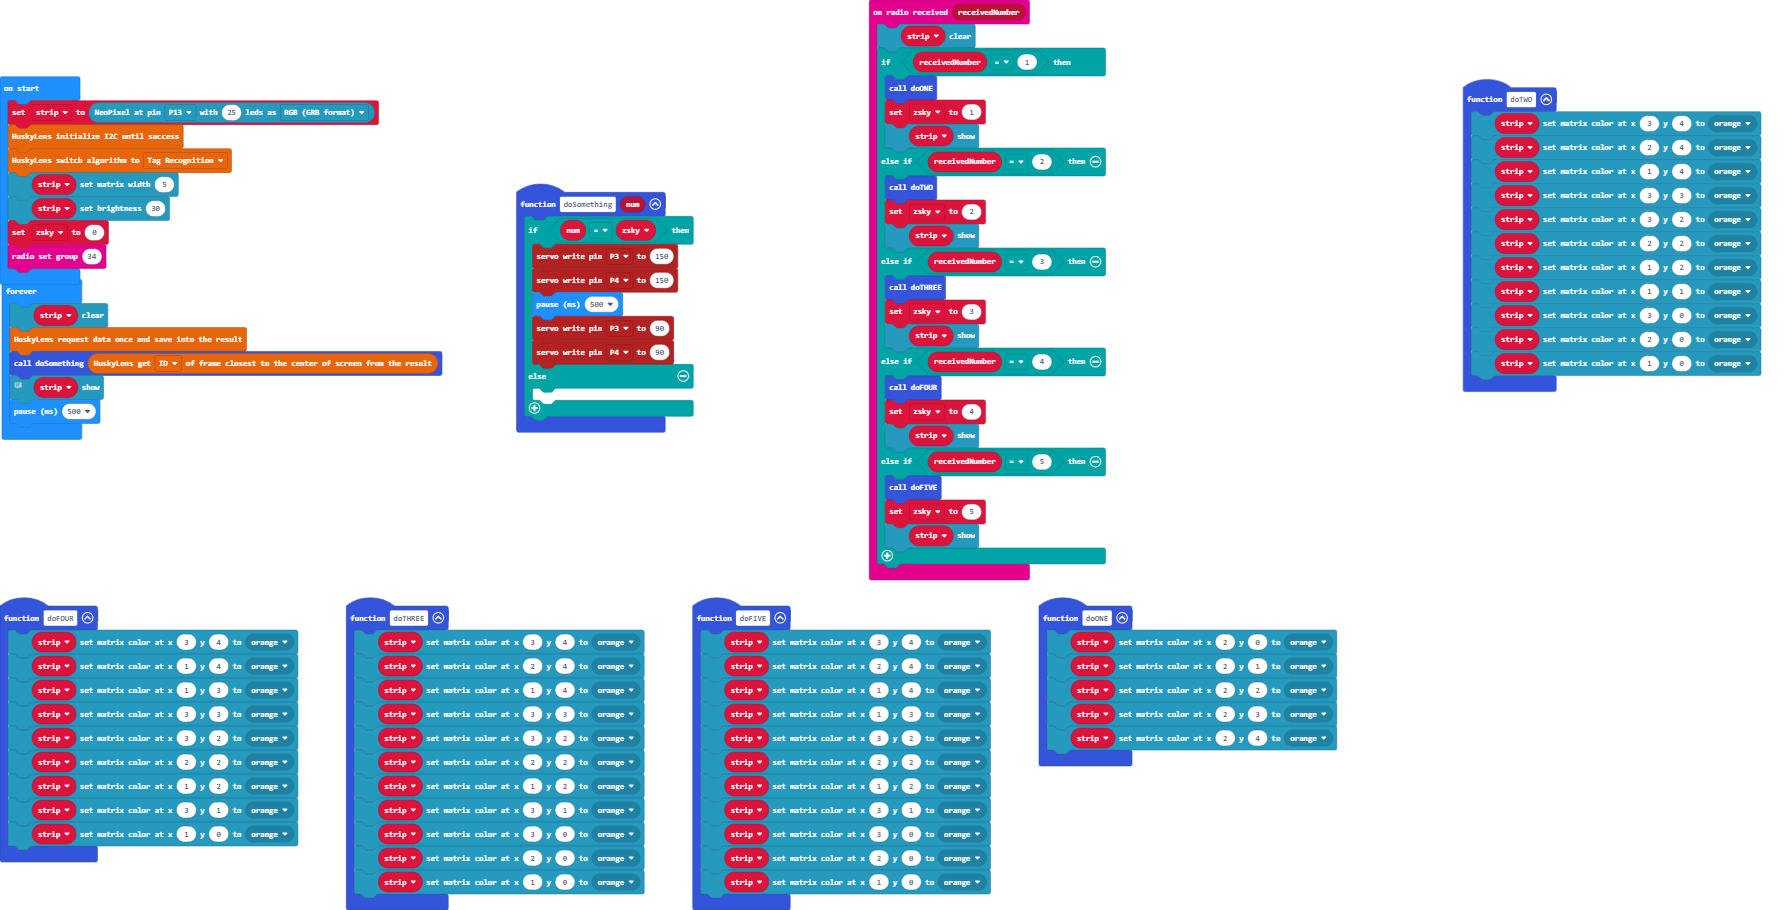 on start
set strip to NeoPixel at pin P13 with 25 leds as RGB (GRB format)
HuskyLens initialize I2C until success
HuskyLens switch algorithm to Tag Recognition
strip set matrix width 5
strip set brightness 30
set zsky to 0
radio set group 34
forever
strip clear
HuskyLens request data once and save into the result
call doSomething HuskyLens get ID of frame closest to the center of screen from the result
strip show
pause (ms) 500
function doSomething num
if num = zsky then
servo write pin P3 to 150
servo write pin P4 to 150
pause (ms) 500
servo write pin P3 to 90
servo write pin P4 to 90
else
on radio received receivedNumber
strip clear
if receivedNumber = 1 then
call doONE
set zsky to 1
strip show
else if receivedNumber = 2 then
call doTWO
set zsky to 2
strip show
else if receivedNumber = 3 then
call doTHREE
set zsky to 3
strip show
else if receivedNumber = 4 then
call doFOUR
set zsky to 4
strip show
else if receivedNumber = 5 then
call doFIVE
set zsky to 5
strip show
function doTWO
strip set matrix color at x 3 y 4 to orange
strip set matrix color at x 2 y 4 to orange
strip set matrix color at x 1 y 4 to orange
strip set matrix color at x 3 y 3 to orange
strip set matrix color at x 3 y 2 to orange
strip set matrix color at x 2 y 2 to orange
strip set matrix color at x 1 y 2 to orange
strip set matrix color at x 1 y 1 to orange
strip set matrix color at x 3 y 0 to orange
strip set matrix color at x 2 y 0 to orange
strip set matrix color at x 1 y 0 to orange
function doFOUR
strip set matrix color at x 3 y 4 to orange
strip set matrix color at x 1 y 4 to orange
strip set matrix color at x 1 y 3 to orange
strip set matrix color at x 3 y 3 to orange
strip set matrix color at x 3 y 2 to orange
strip set matrix color at x 2 y 2 to orange
strip set matrix color at x 1 y 2 to orange
strip set matrix color at x 3 y 1 to orange
strip set matrix color at x 1 y 0 to orange
function doTHREE
strip set matrix color at x 3 y 4 to orange
strip set matrix color at x 2 y 4 to orange
strip set matrix color at x 1 y 4 to orange
strip set matrix color at x 3 y 3 to orange
strip set matrix color at x 3 y 2 to orange
strip set matrix color at x 2 y 2 to orange
strip set matrix color at x 1 y 2 to orange
strip set matrix color at x 3 y 1 to orange
strip set matrix color at x 3 y 0 to orange
strip set matrix color at x 2 y 0 to orange
strip set matrix color at x 1 y 0 to orange
function doFIVE
strip set matrix color at x 3 y 4 to orange
strip set matrix color at x 2 y 4 to orange
strip set matrix color at x 1 y 4 to orange
strip set matrix color at x 1 y 3 to orange
strip set matrix color at x 3 y 2 to orange
strip set matrix color at x 2 y 2 to orange
strip set matrix color at x 1 y 2 to orange
strip set matrix color at x 3 y 1 to orange
strip set matrix color at x 3 y 0 to orange
strip set matrix color at x 2 y 0 to orange
strip set matrix color at x 1 y 0 to orange
function doONE
strip set matrix color at x 2 y 0 to orange
strip set matrix color at x 2 y 1 to orange
strip set matrix color at x 2 y 2 to orange
strip set matrix color at x 2 y 3 to orange
strip set matrix color at x 2 y 4 to orange